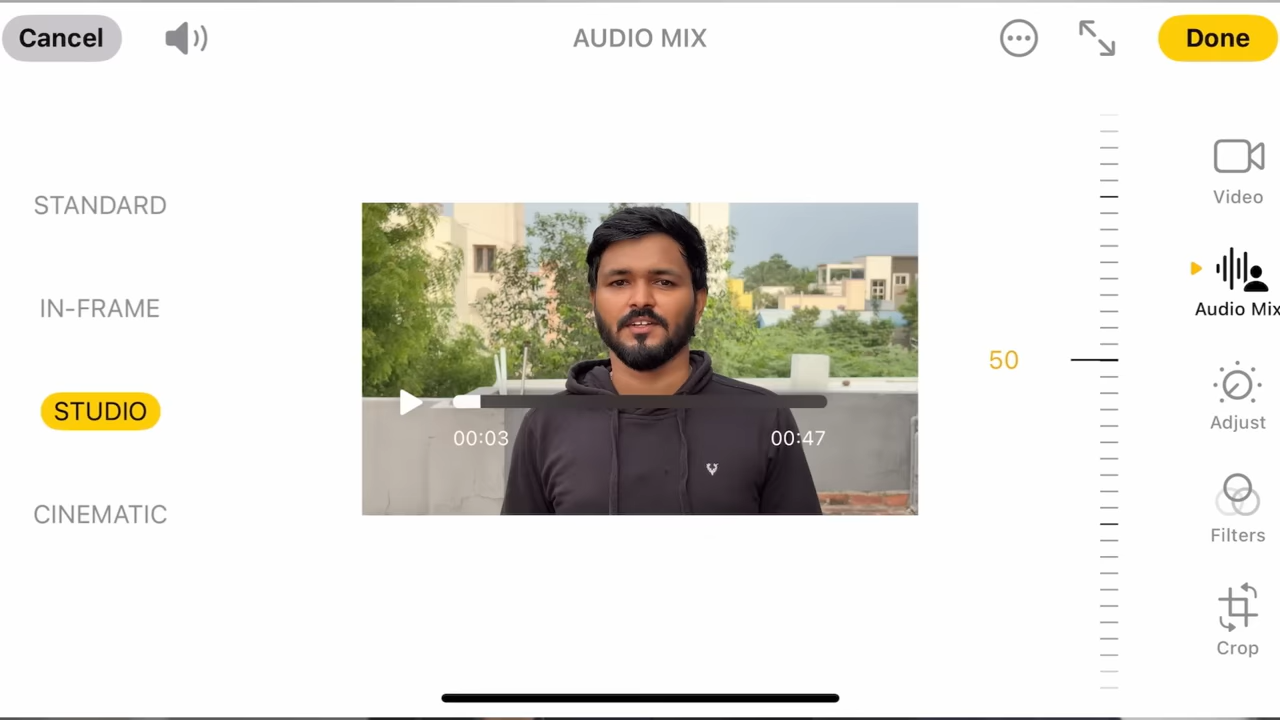 Cancel
AUDIO MIX
Done
STANDARD
IN-FRAME
STUDIO
CINEMATIC
00:03
00:47
50
Video
Audio Mix
Adjust
Filters
Crop